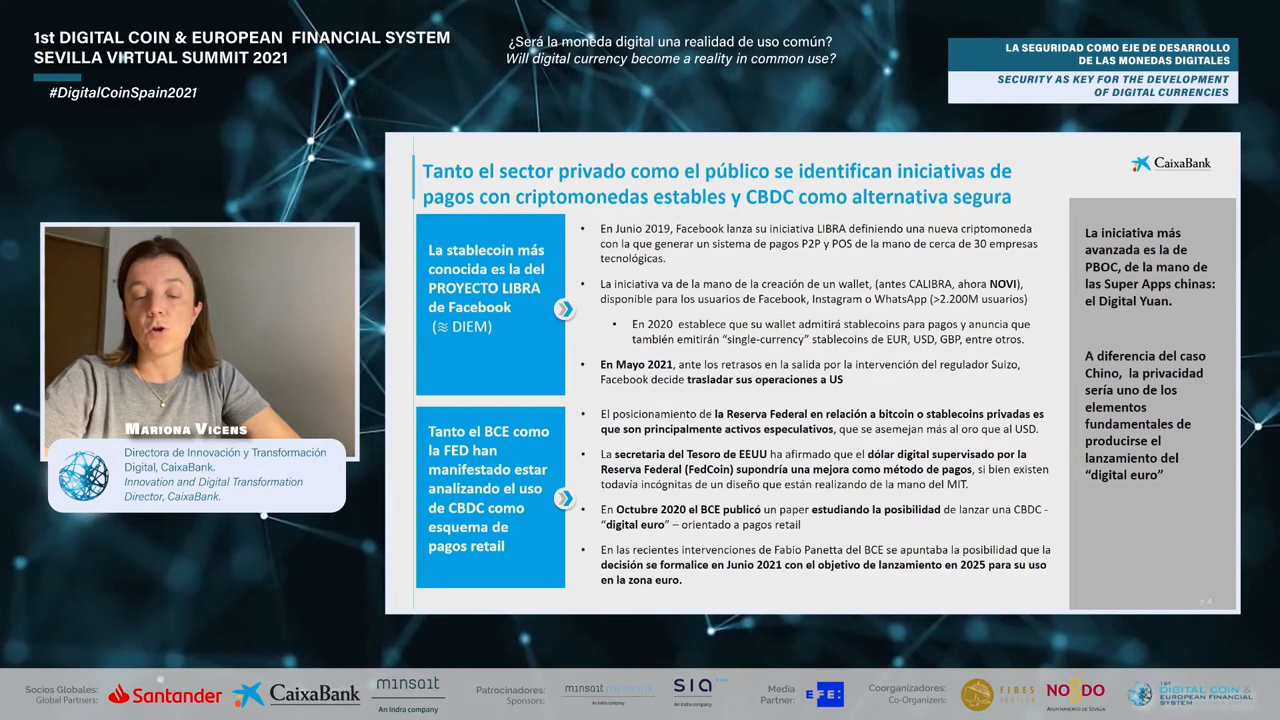 1st DIGITAL COIN & EUROPEAN FINANCIAL SYSTEM
SEVILLA VIRTUAL SUMMIT 2021
#DigitalCoinSpain2021
¿Será la moneda digital una realidad de uso común?
Will digital currency become a reality in common use?
LA SEGURIDAD COMO EJE DE DESARROLLO
DE LAS MONEDAS DIGITALES
SECURITY AS KEY FOR THE DEVELOPMENT
OF DIGITAL CURRENCIES
Tanto el sector privado como el público se identifican iniciativas de
pagos con criptomonedas estables y CBDC como alternativa segura
CaixaBank
La stablecoin más
conocida es la del
PROYECTO LIBRA
de Facebook
(≋ DIEM)
• En Junio 2019, Facebook lanza su iniciativa LIBRA definiendo una nueva criptomoneda
con la que generar un sistema de pagos P2P y POS de la mano de cerca de 30 empresas
tecnológicas.
• La iniciativa va de la mano de la creación de un wallet, (antes CALIBRA, ahora NOVI),
disponible para los usuarios de Facebook, Instagram o WhatsApp (>2.200M usuarios)
• En 2020 establece que su wallet admitirá stablecoins para pagos y anuncia que
también emitirán “single-currency” stablecoins de EUR, USD, GBP, entre otros.
• En Mayo 2021, ante los retrasos en la salida por la intervención del regulador Suizo,
Facebook decide trasladar sus operaciones a US
Tanto el BCE como
la FED han
manifestado estar
analizando el uso
de CBDC como
esquema de
pagos retail
• El posicionamiento de la Reserva Federal en relación a bitcoin o stablecoins privadas es
que son principalmente activos especulativos, que se asemejan más al oro que al USD.
• La secretaria del Tesoro de EEUU ha afirmado que el dólar digital supervisado por la
Reserva Federal (FedCoin) supondría una mejora como método de pagos, si bien existen
todavía incógnitas de un diseño que están realizando de la mano del MIT.
• En Octubre 2020 el BCE publicó un paper estudiando la posibilidad de lanzar una CBDC -
“digital euro” – orientado a pagos retail
• En las recientes intervenciones de Fabio Panetta del BCE se apuntaba la posibilidad que la
decisión se formalice en Junio 2021 con el objetivo de lanzamiento en 2025 para su uso
en la zona euro.
La iniciativa más
avanzada es la de
PBOC, de la mano de
las Super Apps chinas:
el Digital Yuan.
A diferencia del caso
Chino, la privacidad
sería uno de los
elementos
fundamentales de
producirse el
lanzamiento del
“digital euro”
MARIONA VICENS
Directora de Innovación y Transformación
Digital, CaixaBank.
Innovation and Digital Transformation
Director, CaixaBank.
Socios Globales:
Global Partners:
Santander
CaixaBank
minsait
An Indra company
Patrocinadores:
Sponsors:
minsait payments
An Indra company
SIA
An Indra company
Media
Partner:
EFE:
Coorganizadores:
Co-Organizers:
FIBES
SEVILLA
NO8DO
AYUNTAMIENTO DE SEVILLA
1ST
DIGITAL COIN &
EUROPEAN FINANCIAL
SYSTEM